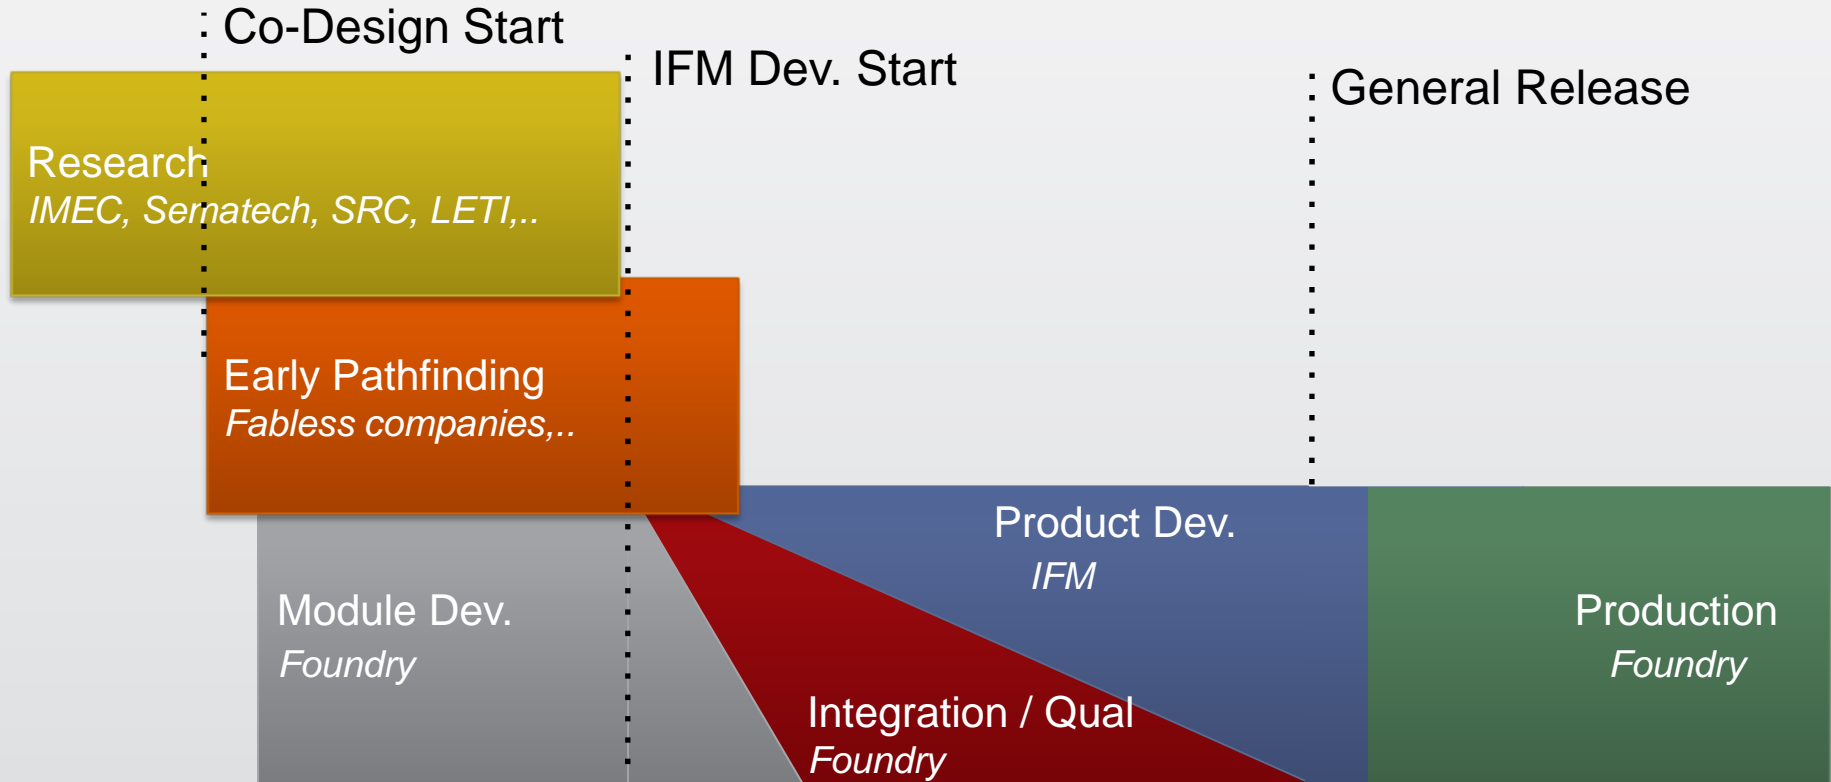 Co-Design Start
IFM Dev. Start
General Release
Research
IMEC, Sematech, SRC, LETI,..
Early Pathfinding
Fabless companies,..
Product Dev.
IFM
Module Dev.
Foundry
Production
Foundry
Integration / Qual
Foundry